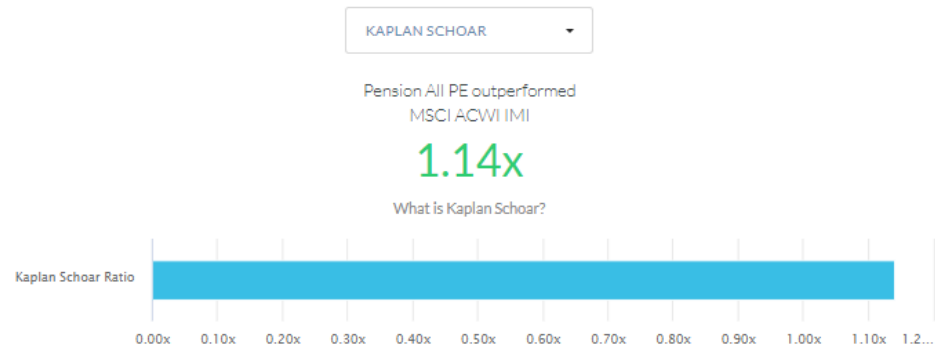 KAPLAN SCHOAR
Pension All PE outperformed
MSCI ACWI IMI
1.14x
What is Kaplan Schoar?
Kaplan Schoar Ratio
0.00x 0.10x 0.20x 0.30x 0.40x 0.50x 0.60x 0.70x 0.80x 0.90x 1.00x 1.10x 1.2...